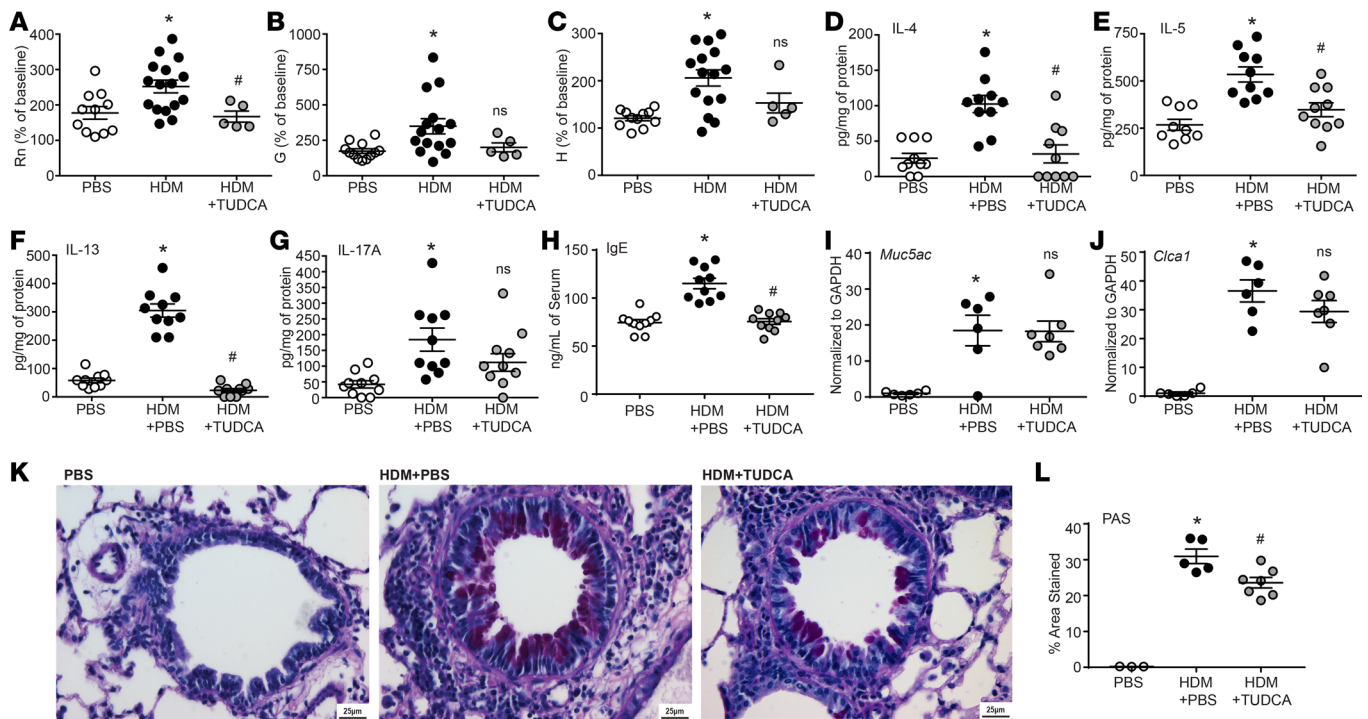 A
Rn (% of baseline)
400
300
200
100
0
*
#
PBS
HDM
HDM
+TUDCA
B
G (% of baseline)
1000
750
500
250
0
*
ns
PBS
HDM
HDM
+TUDCA
C
H (% of baseline)
300
200
100
0
*
ns
PBS
HDM
HDM
+TUDCA
D
IL-4
pg/mg of protein
250
200
150
100
50
0
*
#
PBS
HDM
+PBS
HDM
+TUDCA
E
IL-5
pg/mg of protein
750
500
250
0
*
#
PBS
HDM
+PBS
HDM
+TUDCA
F
IL-13
pg/mg of protein
500
400
300
200
100
0
*
#
PBS
HDM
+PBS
HDM
+TUDCA
G
IL-17A
pg/mg of protein
450
400
350
300
250
200
150
100
50
0
*
ns
PBS
HDM
+PBS
HDM
+TUDCA
H
IgE
ng/mL of Serum
150
100
50
0
*
#
PBS
HDM
+PBS
HDM
+TUDCA
I
Muc5ac
Normalized to GAPDH
40
30
20
10
0
*
ns
PBS
HDM
+PBS
HDM
+TUDCA
J
Clca1
Normalized to GAPDH
50
40
30
20
10
0
*
ns
PBS
HDM
+PBS
HDM
+TUDCA
K
PBS
HDM+PBS
HDM+TUDCA
25µm
25µm
25µm
L
PAS
% Area Stained
40
30
20
10
0
*
#
PBS
HDM
+PBS
HDM
+TUDCA